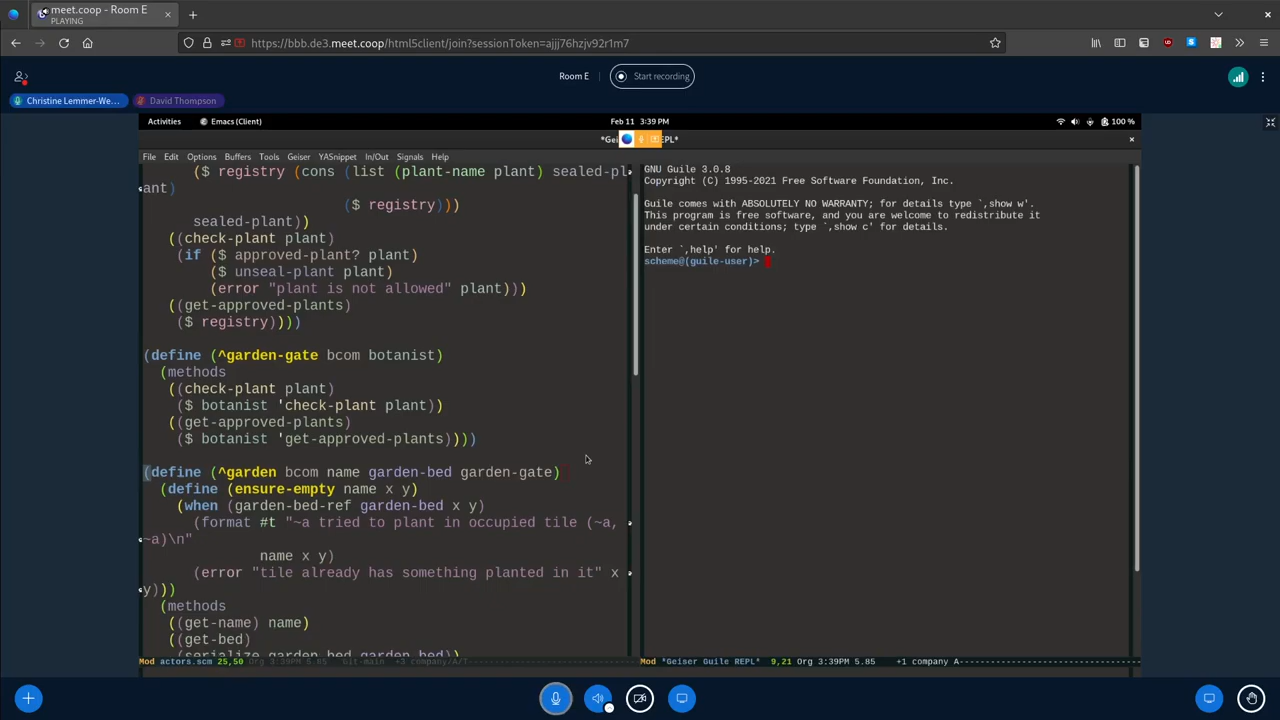 meet.coop - Room E
PLAYING
https://bbb.de3.meet.coop/html5client/join?sessionToken=ajjj76hzjv92r1m7
Room E
Start recording
Christine Lemmer-We...
David Thompson
Activities
Emacs (Client)
Feb 11 3:39 PM
100 %
REPL*
File Edit Options Buffers Tools Geiser YASnippet In/Out Geiser Signals Help
($ registry (cons (list (plant-name plant) sealed-pl
ant)
($ registry)))
sealed-plant))
((check-plant plant)
(if ($ approved-plant? plant)
($ unseal-plant plant)
(error "plant is not allowed" plant)))
((get-approved-plants)
($ registry))))
(define (^garden-gate bcom botanist)
(methods
((check-plant plant)
($ botanist 'check-plant plant))
((get-approved-plants)
($ botanist 'get-approved-plants))))
(define (^garden bcom name garden-bed garden-gate)
(define (ensure-empty name x y)
(when (garden-bed-ref garden-bed x y)
(format #t "~a tried to plant in occupied tile (~a,
~a)\n"
name x y)
(error "tile already has something planted in it" x
y)))
(methods
((get-name) name)
((get-bed)
(serialize-garden-bed bed))
Mod actors.scm 25,50 Org 3:39PM 5.85 Git-main +3 company/A/I
GNU Guile 3.0.8
Copyright (C) 1995-2021 Free Software Foundation, Inc.
Guile comes with ABSOLUTELY NO WARRANTY; for details type `,show w'.
This program is free software, and you are welcome to redistribute it
under certain conditions; type `,show c' for details.
Enter `,help' for help.
scheme@(guile-user)>
Mod *Geiser Guile REPL* 9,21 Org 3:39PM 5.85 +1 company A